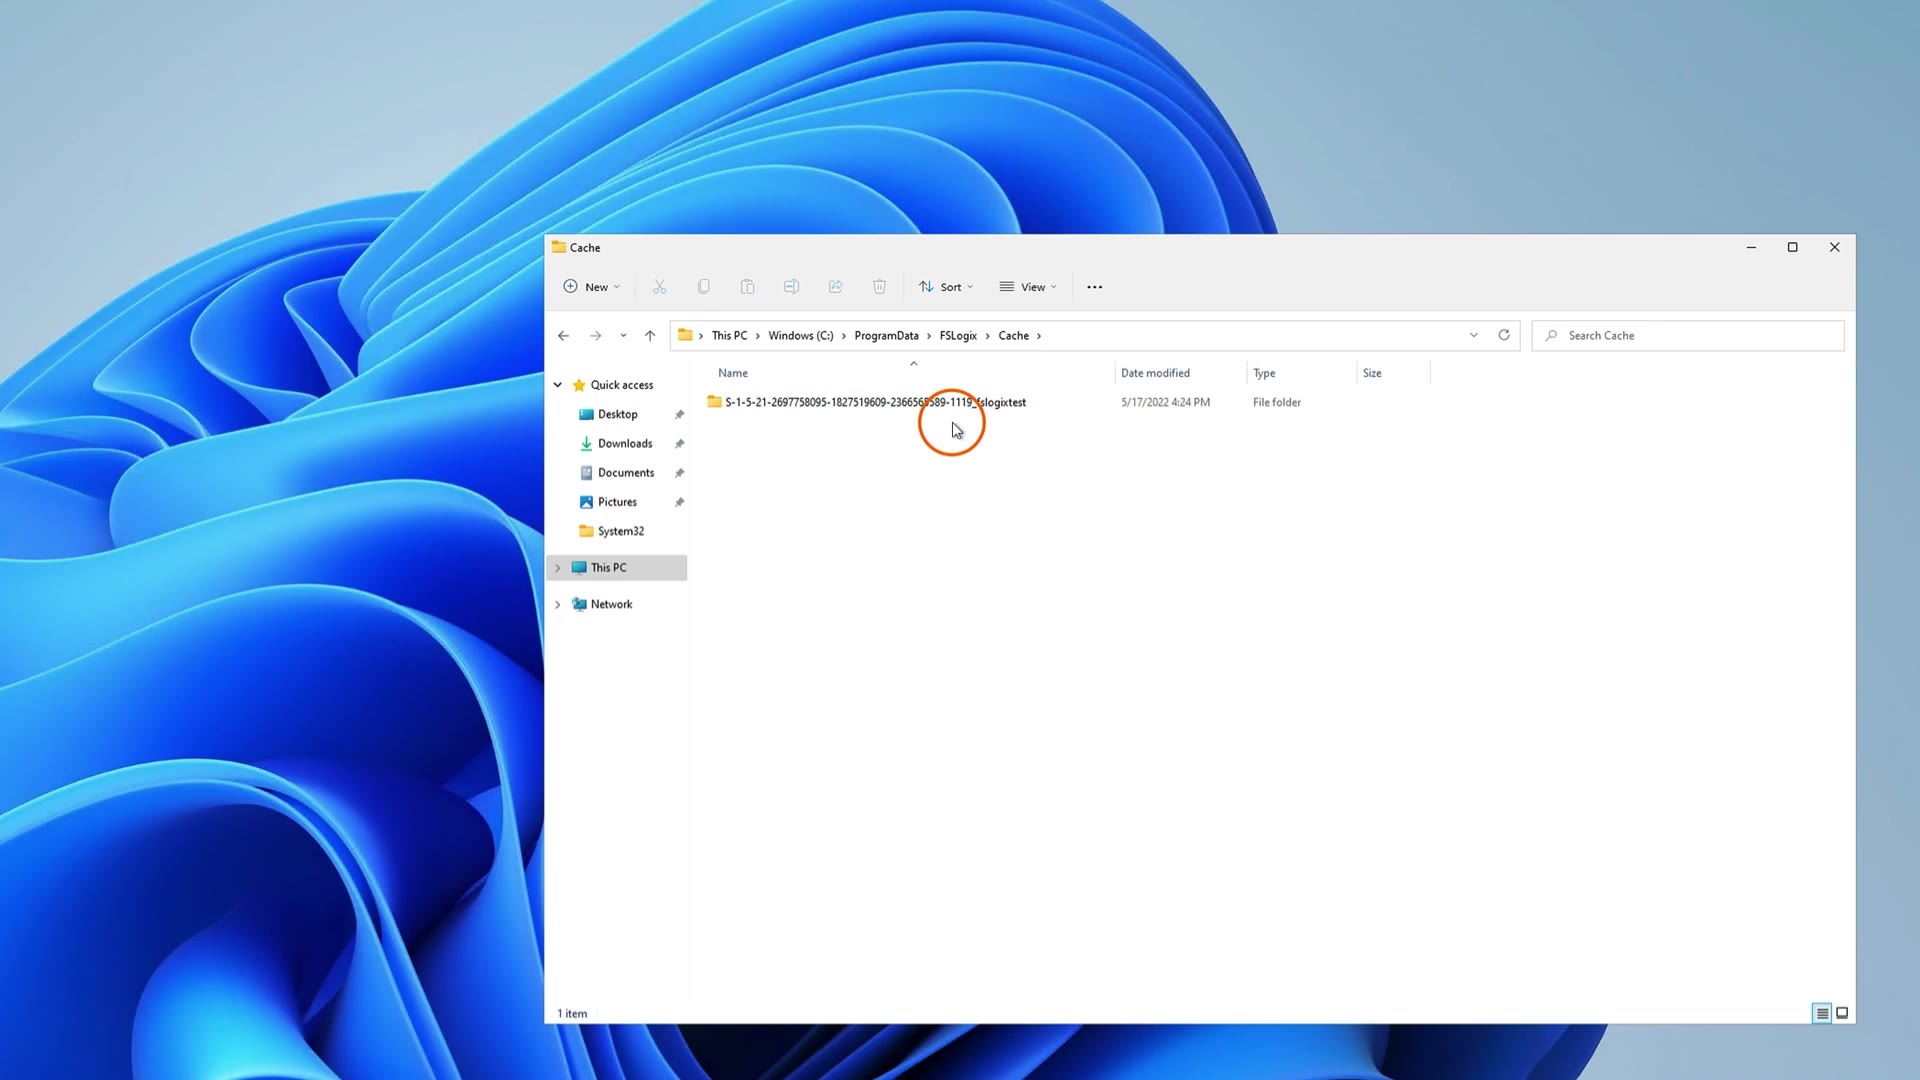 Cache
New
Sort
View
This PC > Windows (C:) > ProgramData > FSLogix > Cache >
Search Cache
Name
Date modified
Type
Size
S-1-5-21-2697758095-1827519609-2366568589-1119_fslogixtest
5/17/2022 4:24 PM
File folder
Quick access
Desktop
Downloads
Documents
Pictures
System32
This PC
Network
1 item